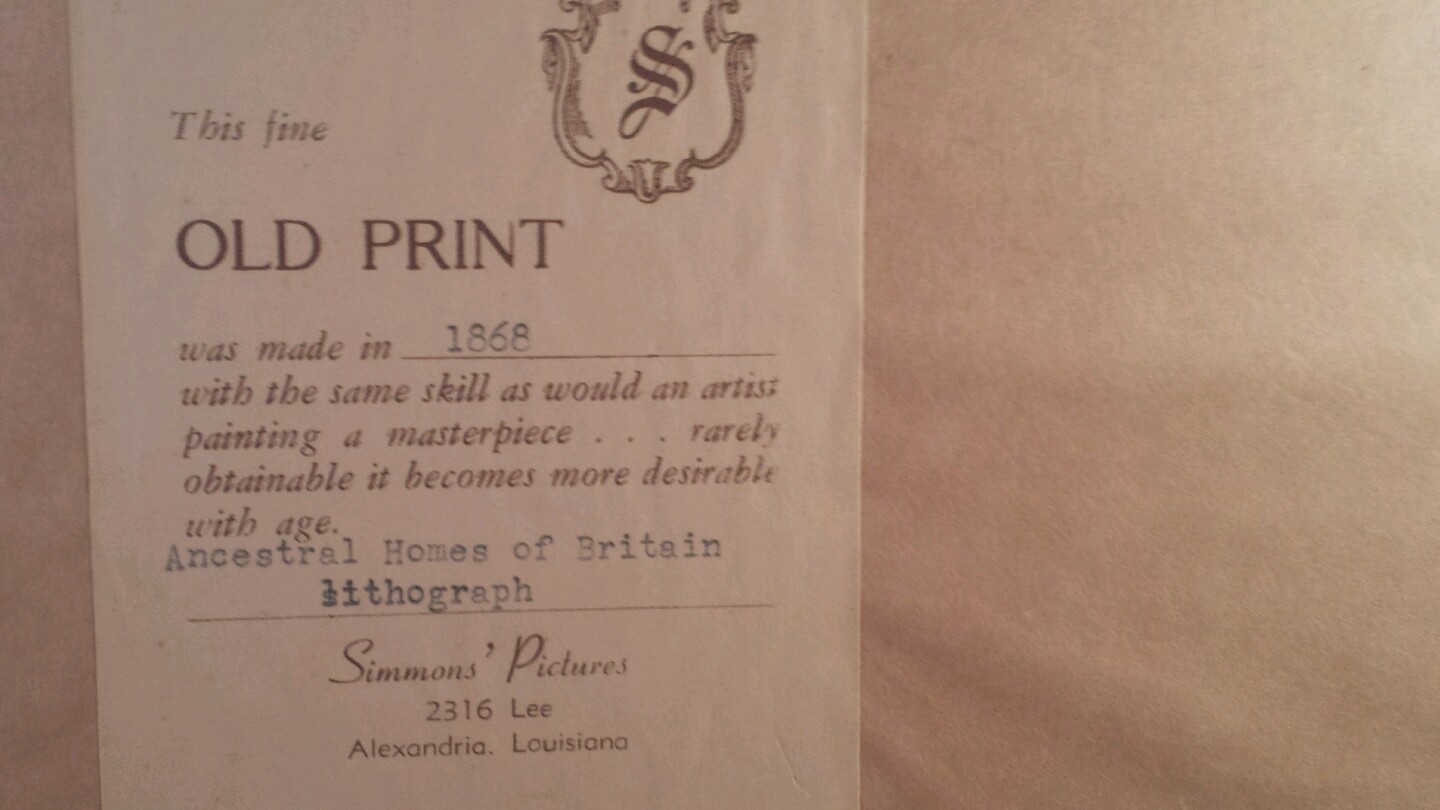 S
This fine
OLD PRINT
was made in 1868
with the same skill as would an artist
painting a masterpiece . . . rarely
obtainable it becomes more desirable
with age.
Ancestral Homes of Britain
lithograph
Simmons' Pictures
2316 Lee
Alexandria. Louisiana